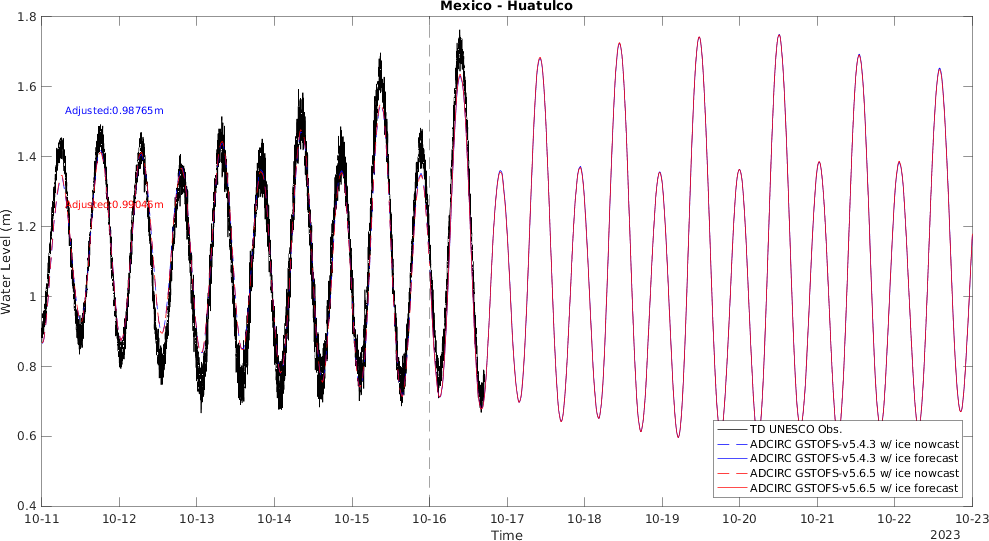 Mexico - Huatulco
1.8
1.6
1.4
1.2
1
0.8
0.6
0.4
Water Level (m)
Adjusted:0.98765m
Adjusted:0.99046m
TD UNESCO Obs.
ADCIRC GSTOFS-v5.4.3 w/ ice nowcast
ADCIRC GSTOFS-v5.4.3 w/ ice forecast
ADCIRC GSTOFS-v5.6.5 w/ ice nowcast
ADCIRC GSTOFS-v5.6.5 w/ ice forecast
10-11 10-12 10-13 10-14 10-15 10-16 10-17 10-18 10-19 10-20 10-21 10-22 10-23
Time
2023